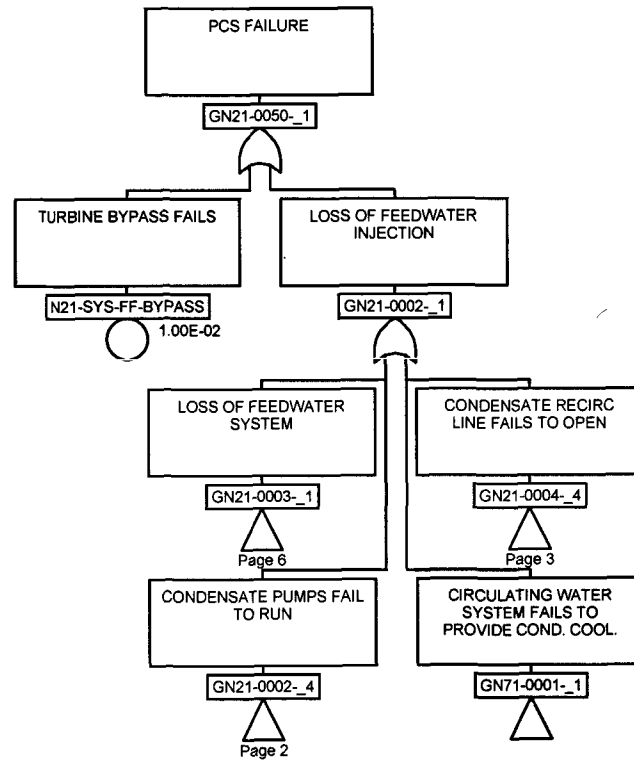 PCS FAILURE
GN21-0050-_1
TURBINE BYPASS FAILS
LOSS OF FEEDWATER
INJECTION
N21-SYS-FF-BYPASS
1.00E-02
GN21-0002-_1
LOSS OF FEEDWATER
SYSTEM
CONDENSATE RECIRC
LINE FAILS TO OPEN
GN21-0003-_1
GN21-0004-_4
Page 6
Page 3
CONDENSATE PUMPS FAIL
TO RUN
CIRCULATING WATER
SYSTEM FAILS TO
PROVIDE COND. COOL.
GN21-0002-_4
GN71-0001-_1
Page 2